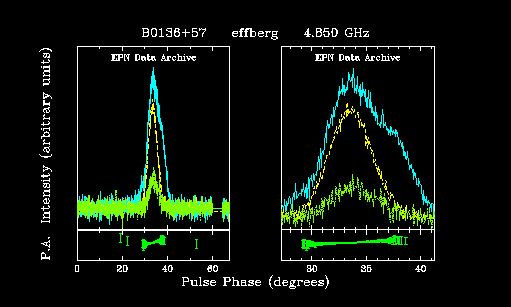 B0136+57 effberg 4.850 GHz
EPN Data Archive EPN Data Archive
P.A. Intensity (arbitrary units)
0 20 40 60 30 35 40
Pulse Phase (degrees)